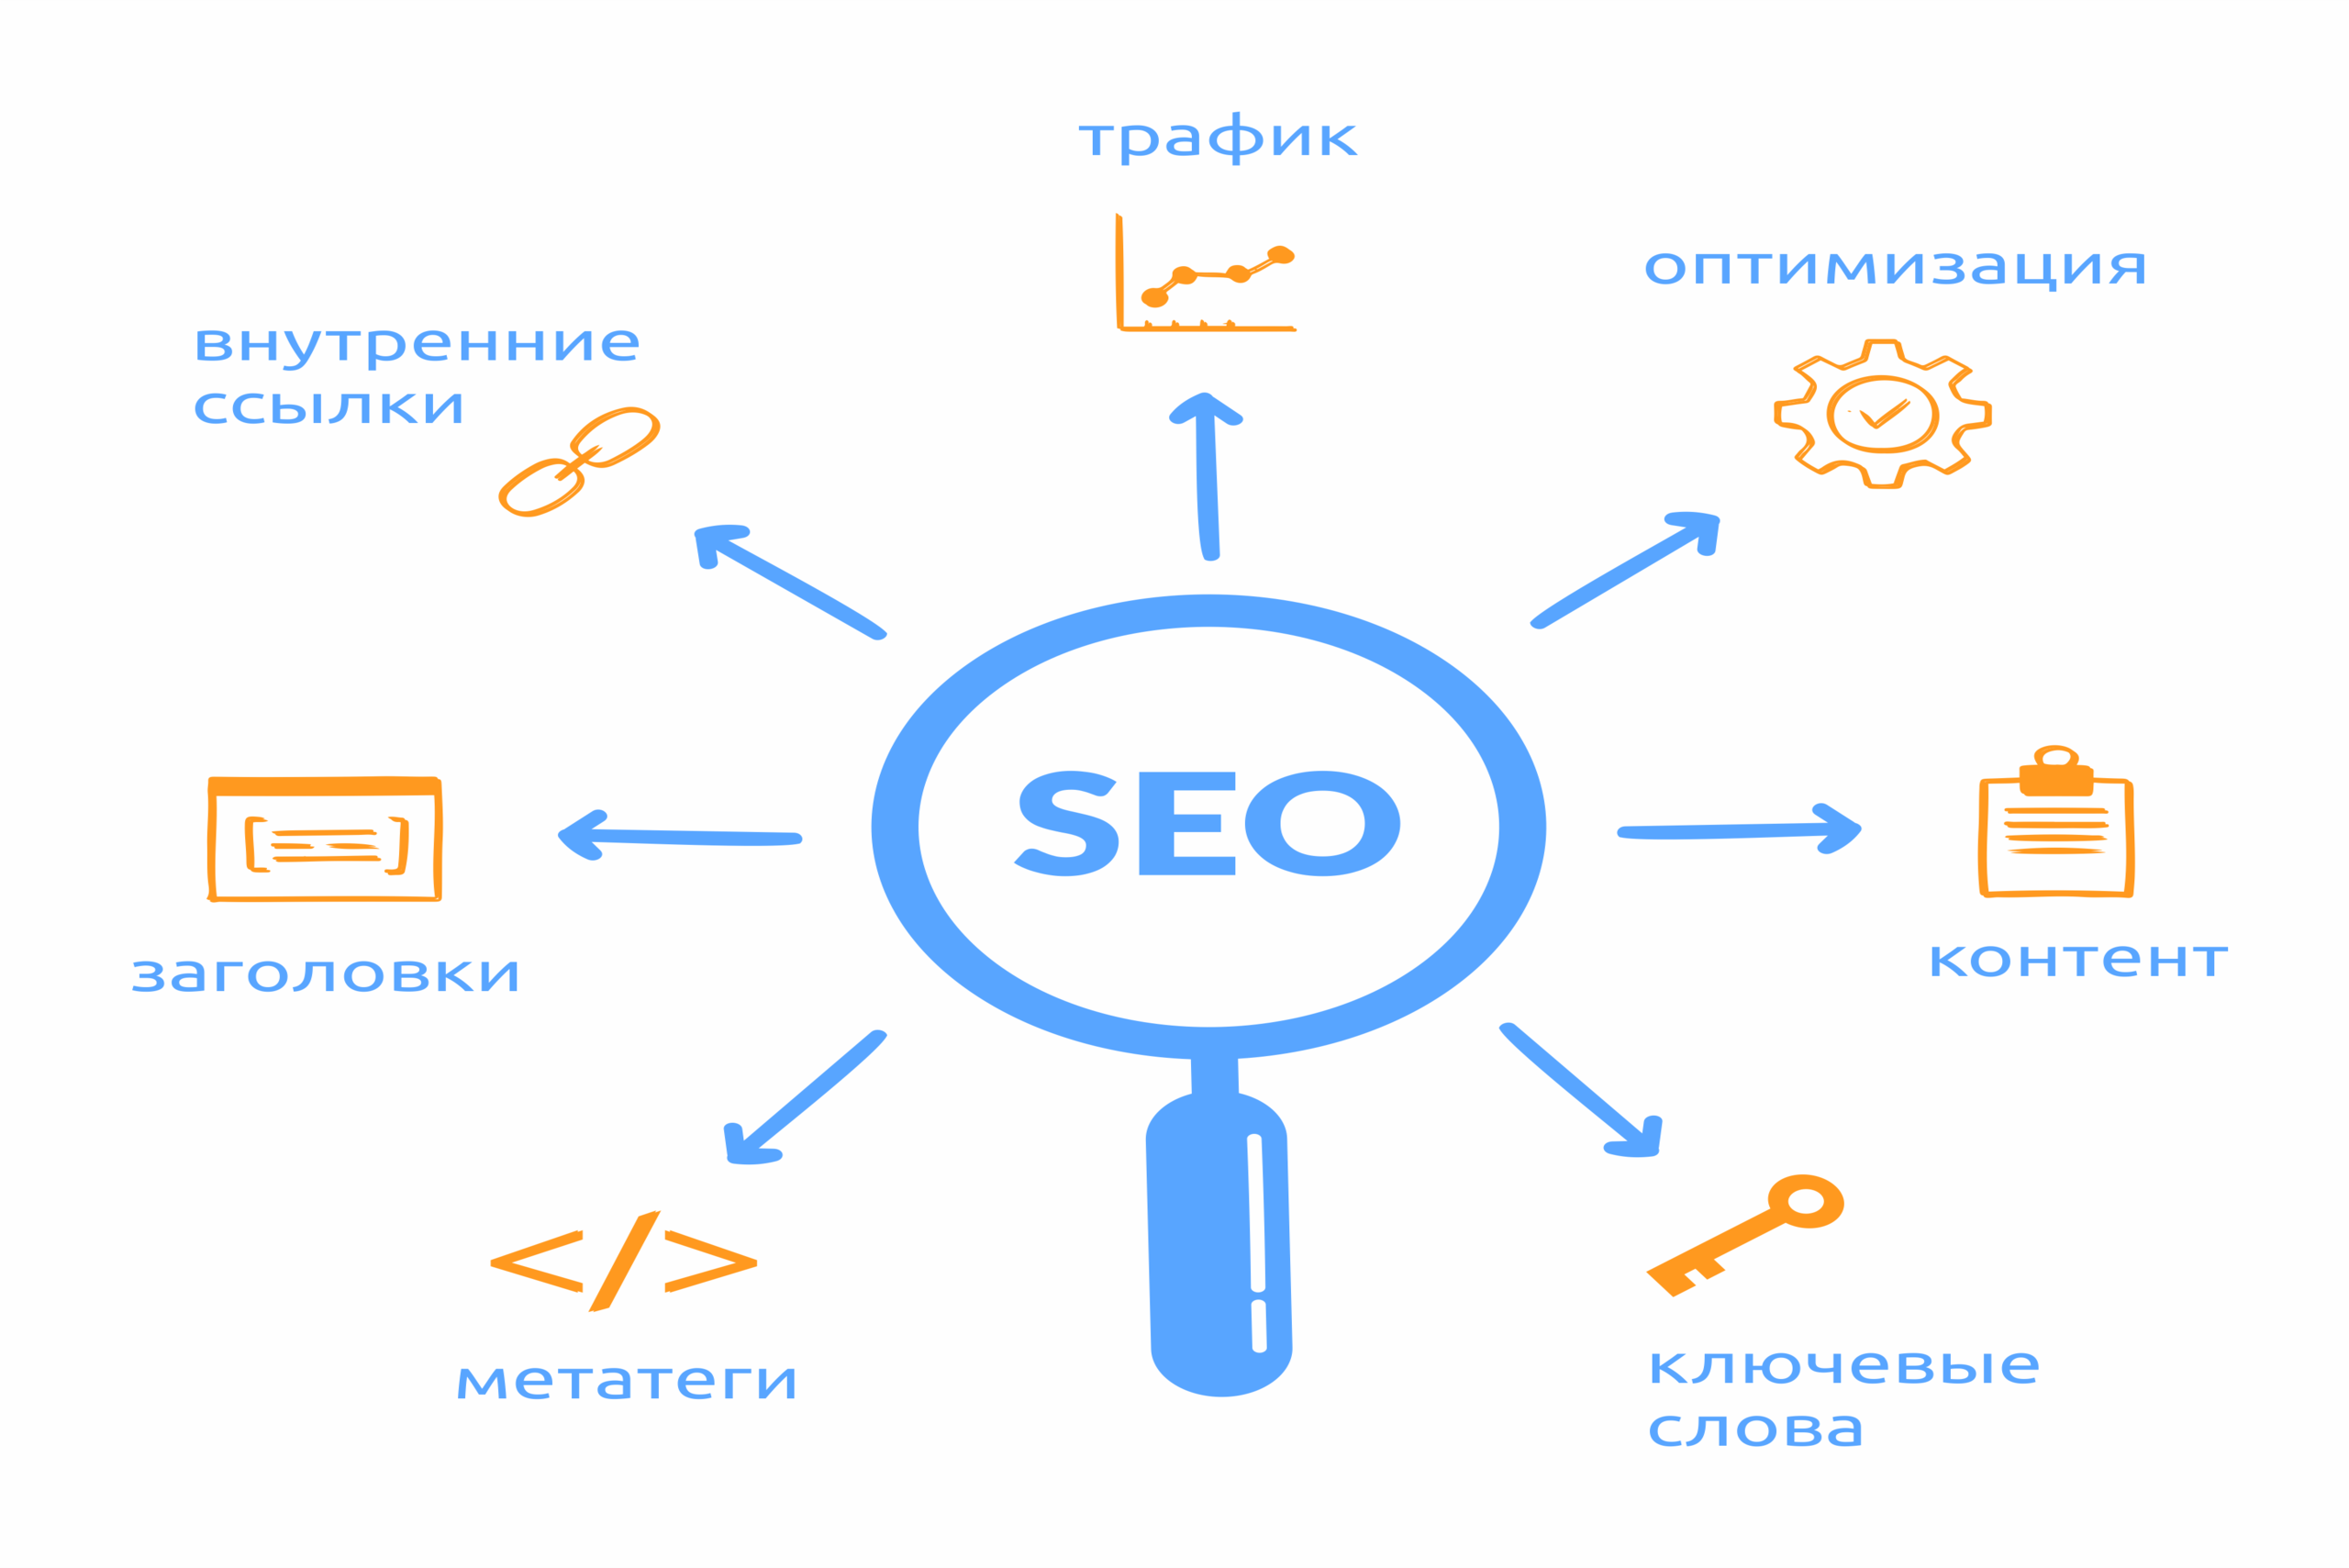 трафик
оптимизация
внутренние
ссылки
SEO
заголовки
контент
метатеги
ключевые
слова